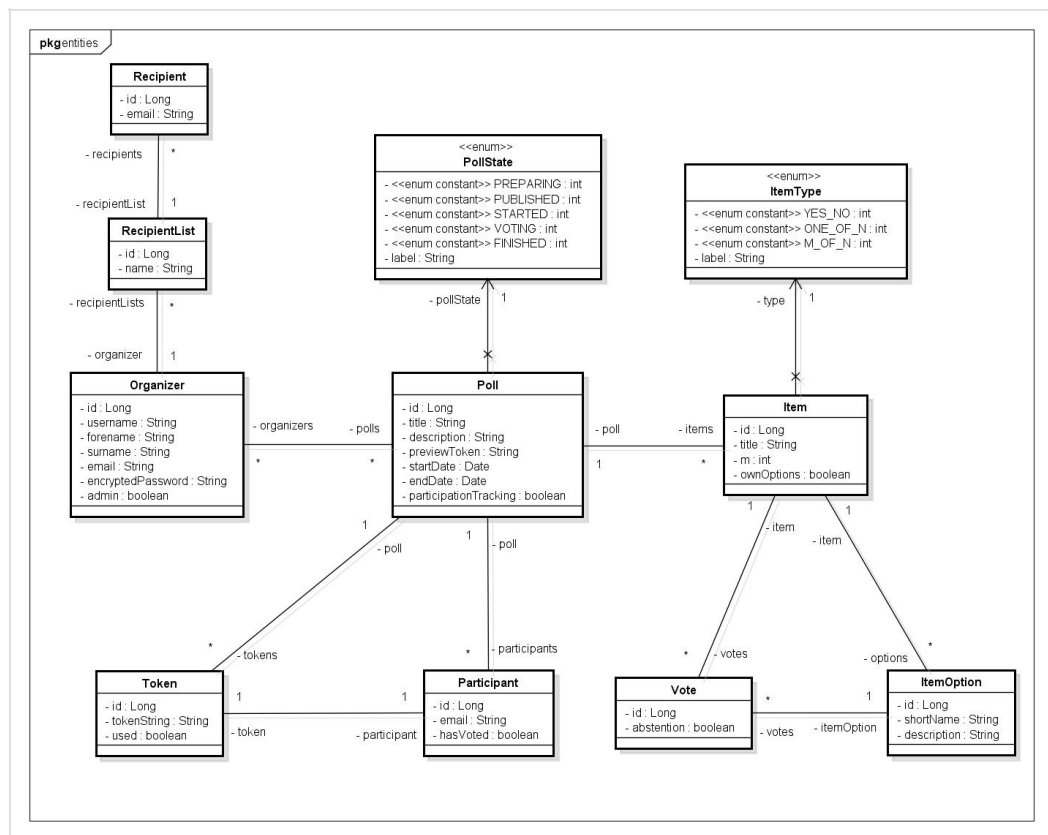 pkg entities
Recipient
- id : Long
- email : String
- recipients *
- recipientList 1
RecipientList
- id : Long
- name : String
- recipientLists *
- organizer 1
<<enum>>
PollState
- <<enum constant>> PREPARING : int
- <<enum constant>> PUBLISHED : int
- <<enum constant>> STARTED : int
- <<enum constant>> VOTING : int
- <<enum constant>> FINISHED : int
- label : String
- pollState 1
<<enum>>
ItemType
- <<enum constant>> YES_NO : int
- <<enum constant>> ONE_OF_N : int
- <<enum constant>> M_OF_N : int
- label : String
- type 1
Organizer
- id : Long
- username : String
- forename : String
- surname : String
- email : String
- encryptedPassword : String
- admin : boolean
- organizers - polls
* *
Poll
- id : Long
- title : String
- description : String
- previewToken : String
- startDate : Date
- endDate : Date
- participationTracking : boolean
- poll - items
1 *
Item
- id : Long
- title : String
- m : int
- ownOptions : boolean
1 1 1 1
- poll - poll - item - item
* * * *
- tokens - participants - votes - options
Token
- id : Long
- tokenString : String
- used : boolean
1 1
- token - participant
Participant
- id : Long
- email : String
- hasVoted : boolean
Vote
- id : Long
- abstention : boolean
* 1
- votes - itemOption
ItemOption
- id : Long
- shortName : String
- description : String